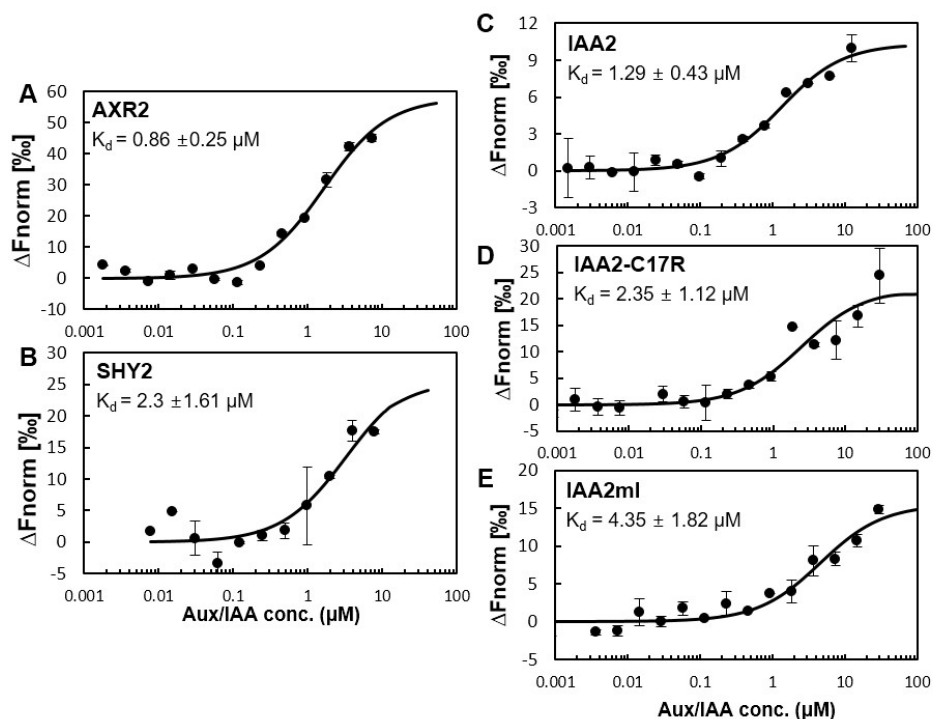 A
AXR2
K_d = 0.86 ±0.25 µM
ΔFnorm [‰]
60
50
40
30
20
10
0
-10
0.001 0.01 0.1 1 10 100
B
SHY2
K_d = 2.3 ±1.61 µM
ΔFnorm [‰]
30
25
20
15
10
5
0
-5
0.001 0.01 0.1 1 10 100
Aux/IAA conc. (µM)
C
IAA2
K_d = 1.29 ± 0.43 µM
ΔFnorm [‰]
12
9
6
3
0
-3
0.001 0.01 0.1 1 10 100
D
IAA2-C17R
K_d = 2.35 ± 1.12 µM
ΔFnorm [‰]
30
25
20
15
10
5
0
-5
0.001 0.01 0.1 1 10 100
E
IAA2ml
K_d = 4.35 ± 1.82 µM
ΔFnorm [‰]
20
15
10
5
0
-5
0.001 0.01 0.1 1 10 100
Aux/IAA conc. (µM)